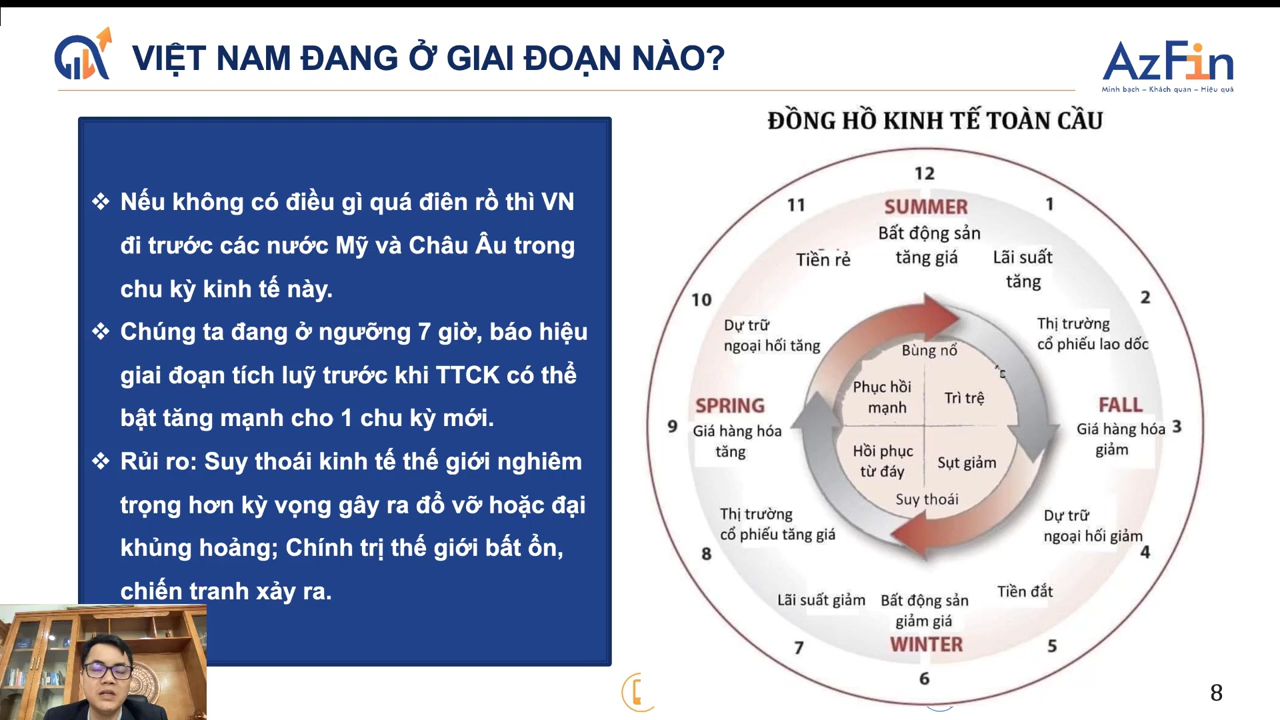 VIỆT NAM ĐANG Ở GIAI ĐOẠN NÀO?
AzFin
Minh bạch – Khách quan – Hiệu quả
❖ Nếu không có điều gì quá điên rồ thì VN
đi trước các nước Mỹ và Châu Âu trong
chu kỳ kinh tế này.
❖ Chúng ta đang ở ngưỡng 7 giờ, báo hiệu
giai đoạn tích luỹ trước khi TTCK có thể
bật tăng mạnh cho 1 chu kỳ mới.
❖ Rủi ro: Suy thoái kinh tế thế giới nghiêm
trọng hơn kỳ vọng gây ra đổ vỡ hoặc đại
khủng hoảng; Chính trị thế giới bất ổn,
chiến tranh xảy ra.
ĐỒNG HỒ KINH TẾ TOÀN CẦU
12
SUMMER
Bất động sản
tăng giá
1
Lãi suất
tăng
2
Thị trường
cổ phiếu lao dốc
FALL
3
Giá hàng hóa
giảm
Dự trữ
ngoại hối giảm
4
Tiền đắt
5
Bất động sản
giảm giá
WINTER
6
Lãi suất giảm
7
Thị trường
cổ phiếu tăng giá
8
SPRING
9
Giá hàng hóa
tăng
10
Dự trữ
ngoại hối tăng
11
Tiền rẻ
Bùng nổ
Phục hồi
mạnh
Trì trệ
Hồi phục
từ đáy
Sụt giảm
Suy thoái
8